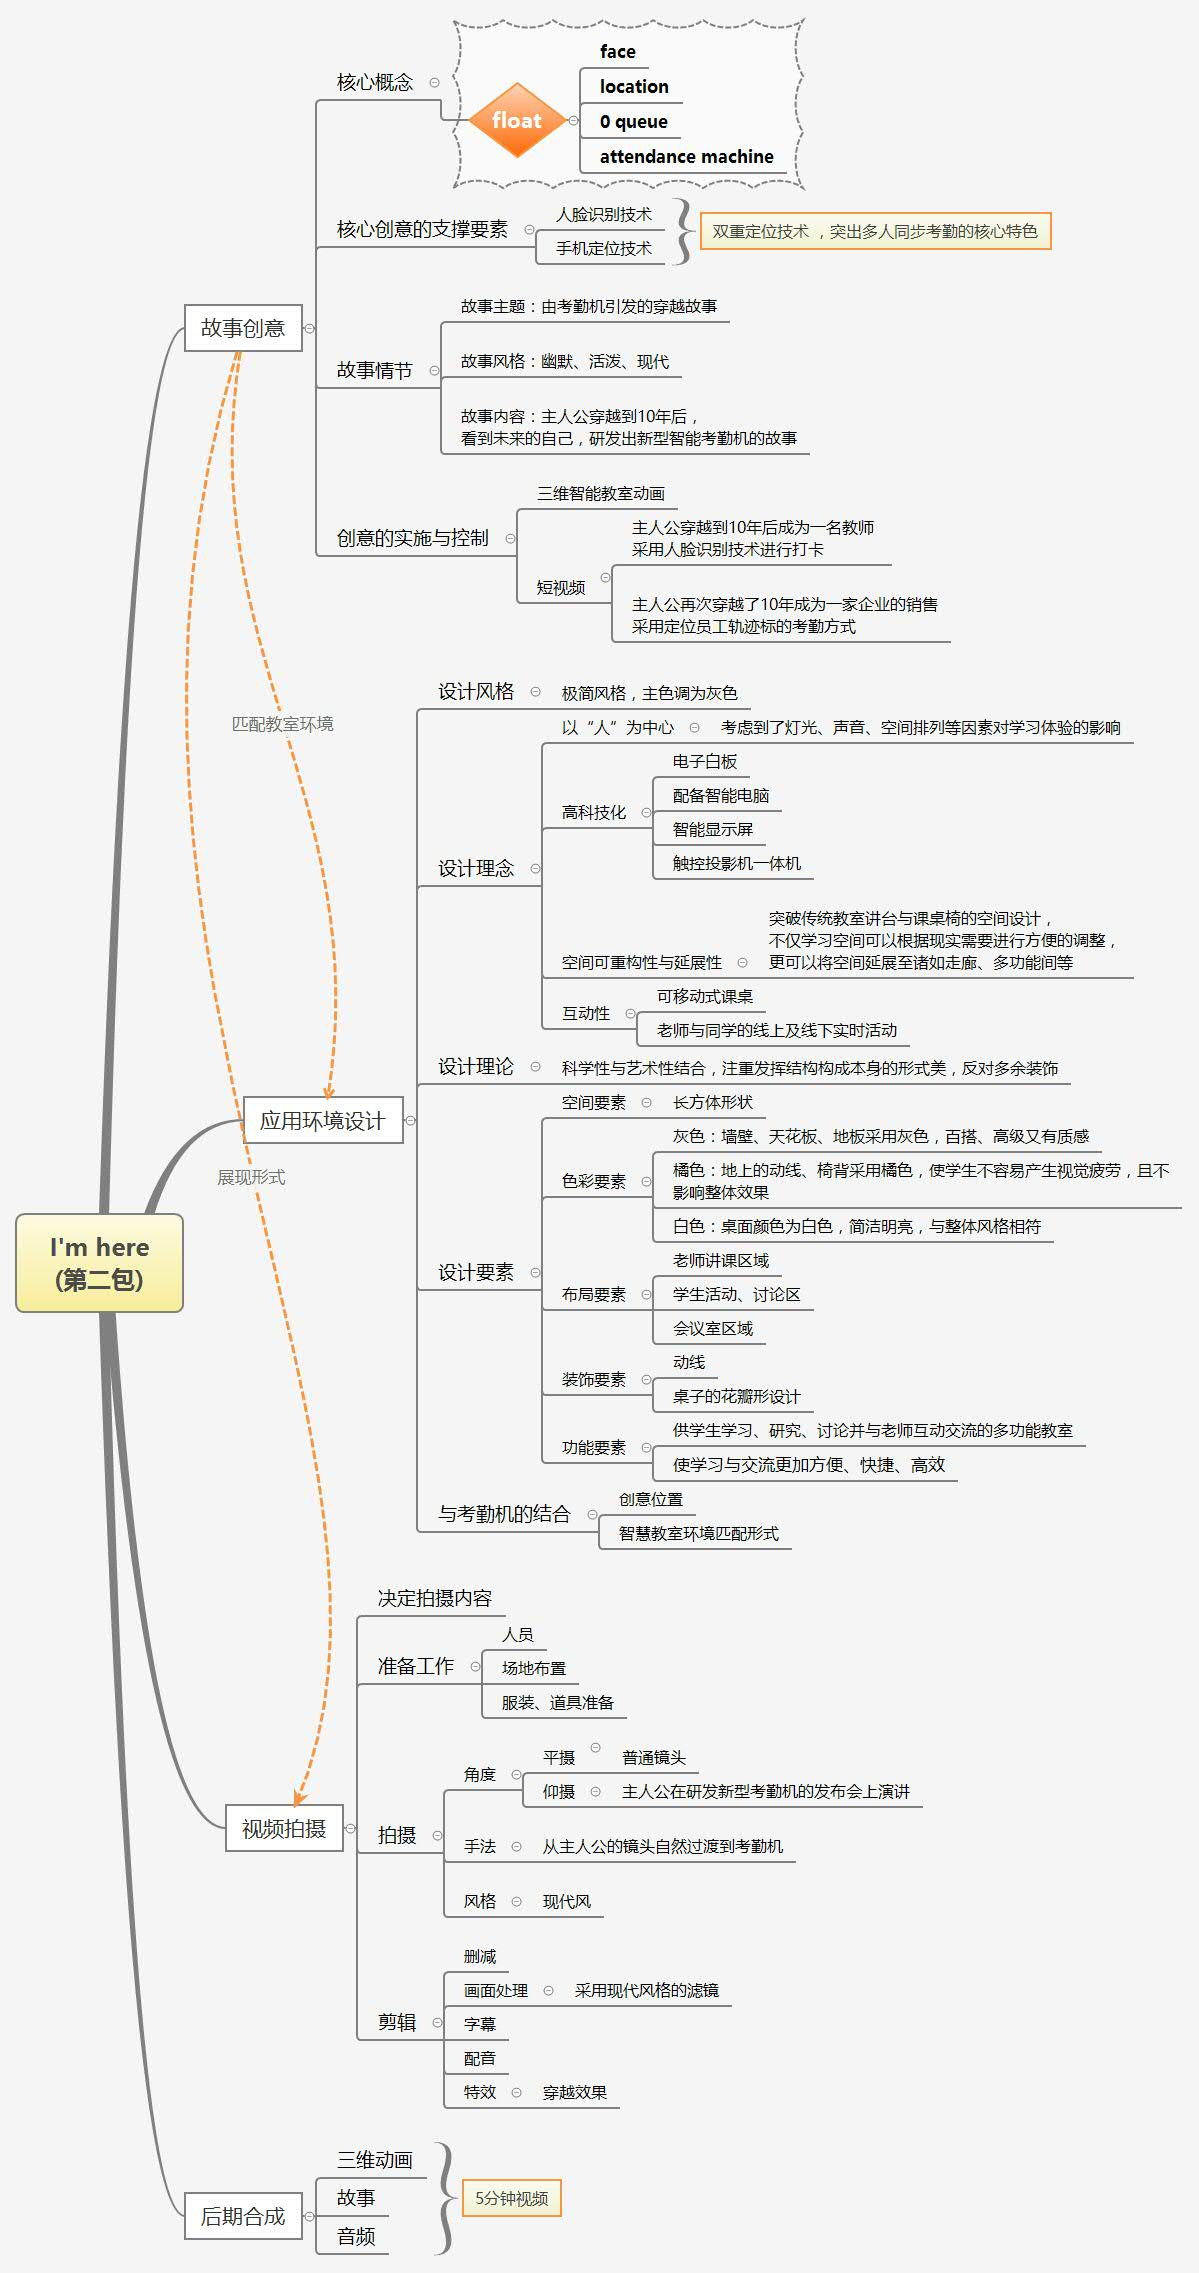 I'm here
(第二包)
故事创意
核心概念
float
face
location
0 queue
attendance machine
核心创意的支撑要素
人脸识别技术
手机定位技术
双重定位技术 ，突出多人同步考勤的核心特色
故事情节
故事主题：由考勤机引发的穿越故事
故事风格：幽默、活泼、现代
故事内容：主人公穿越到10年后，
看到未来的自己，研发出新型智能考勤机的故事
创意的实施与控制
三维智能教室动画
短视频
主人公穿越到10年后成为一名教师
采用人脸识别技术进行打卡
主人公再次穿越了10年成为一家企业的销售
采用定位员工轨迹标的考勤方式
匹配教室环境
展现形式
应用环境设计
设计风格
极简风格，主色调为灰色
设计理念
以“人”为中心
考虑到了灯光、声音、空间排列等因素对学习体验的影响
高科技化
电子白板
配备智能电脑
智能显示屏
触控投影机一体机
空间可重构性与延展性
突破传统教室讲台与课桌椅的空间设计，
不仅学习空间可以根据现实需要进行方便的调整，
更可以将空间延展至诸如走廊、多功能间等
互动性
可移动式课桌
老师与同学的线上及线下实时活动
设计理论
科学性与艺术性结合，注重发挥结构构成本身的形式美，反对多余装饰
设计要素
空间要素
长方体形状
色彩要素
灰色：墙壁、天花板、地板采用灰色，百搭、高级又有质感
橘色：地上的动线、椅背采用橘色，使学生不容易产生视觉疲劳，且不
影响整体效果
白色：桌面颜色为白色，简洁明亮，与整体风格相符
布局要素
老师讲课区域
学生活动、讨论区
会议室区域
装饰要素
动线
桌子的花瓣形设计
功能要素
供学生学习、研究、讨论并与老师互动交流的多功能教室
使学习与交流更加方便、快捷、高效
与考勤机的结合
创意位置
智慧教室环境匹配形式
视频拍摄
决定拍摄内容
准备工作
人员
场地布置
服装、道具准备
拍摄
角度
平摄
普通镜头
仰摄
主人公在研发新型考勤机的发布会上演讲
手法
从主人公的镜头自然过渡到考勤机
风格
现代风
剪辑
删减
画面处理
采用现代风格的滤镜
字幕
配音
特效
穿越效果
后期合成
三维动画
故事
音频
5分钟视频